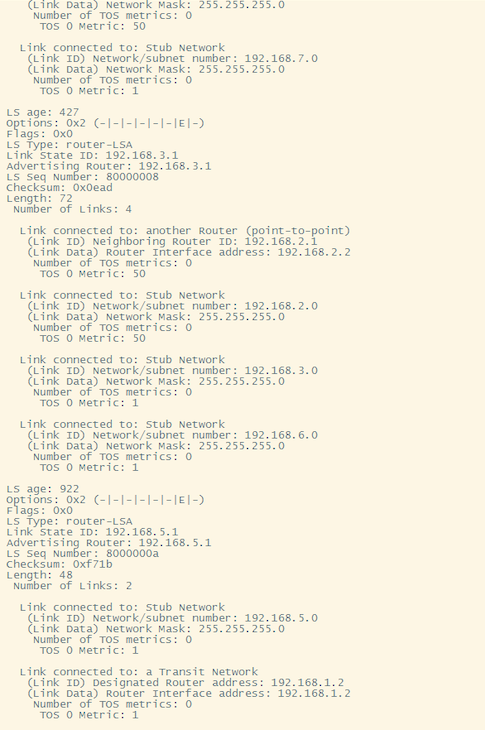 (Link Data) Network Mask: 255.255.255.0
Number of TOS metrics: 0
TOS 0 Metric: 50
Link connected to: Stub Network
(Link ID) Network/subnet number: 192.168.7.0
(Link Data) Network Mask: 255.255.255.0
Number of TOS metrics: 0
TOS 0 Metric: 1
LS age: 427
Options: 0x2 (-|-|-|-|-|-|E|-)
Flags: 0x0
LS Type: router-LSA
Link State ID: 192.168.3.1
Advertising Router: 192.168.3.1
LS Seq Number: 80000008
Checksum: 0x0ead
Length: 72
Number of Links: 4
Link connected to: another Router (point-to-point)
(Link ID) Neighboring Router ID: 192.168.2.1
(Link Data) Router Interface address: 192.168.2.2
Number of TOS metrics: 0
TOS 0 Metric: 50
Link connected to: Stub Network
(Link ID) Network/subnet number: 192.168.2.0
(Link Data) Network Mask: 255.255.255.0
Number of TOS metrics: 0
TOS 0 Metric: 50
Link connected to: Stub Network
(Link ID) Network/subnet number: 192.168.3.0
(Link Data) Network Mask: 255.255.255.0
Number of TOS metrics: 0
TOS 0 Metric: 1
Link connected to: Stub Network
(Link ID) Network/subnet number: 192.168.6.0
(Link Data) Network Mask: 255.255.255.0
Number of TOS metrics: 0
TOS 0 Metric: 1
LS age: 922
Options: 0x2 (-|-|-|-|-|-|E|-)
Flags: 0x0
LS Type: router-LSA
Link State ID: 192.168.5.1
Advertising Router: 192.168.5.1
LS Seq Number: 8000000a
Checksum: 0xf71b
Length: 48
Number of Links: 2
Link connected to: Stub Network
(Link ID) Network/subnet number: 192.168.5.0
(Link Data) Network Mask: 255.255.255.0
Number of TOS metrics: 0
TOS 0 Metric: 1
Link connected to: a Transit Network
(Link ID) Designated Router address: 192.168.1.2
(Link Data) Router Interface address: 192.168.1.2
Number of TOS metrics: 0
TOS 0 Metric: 1